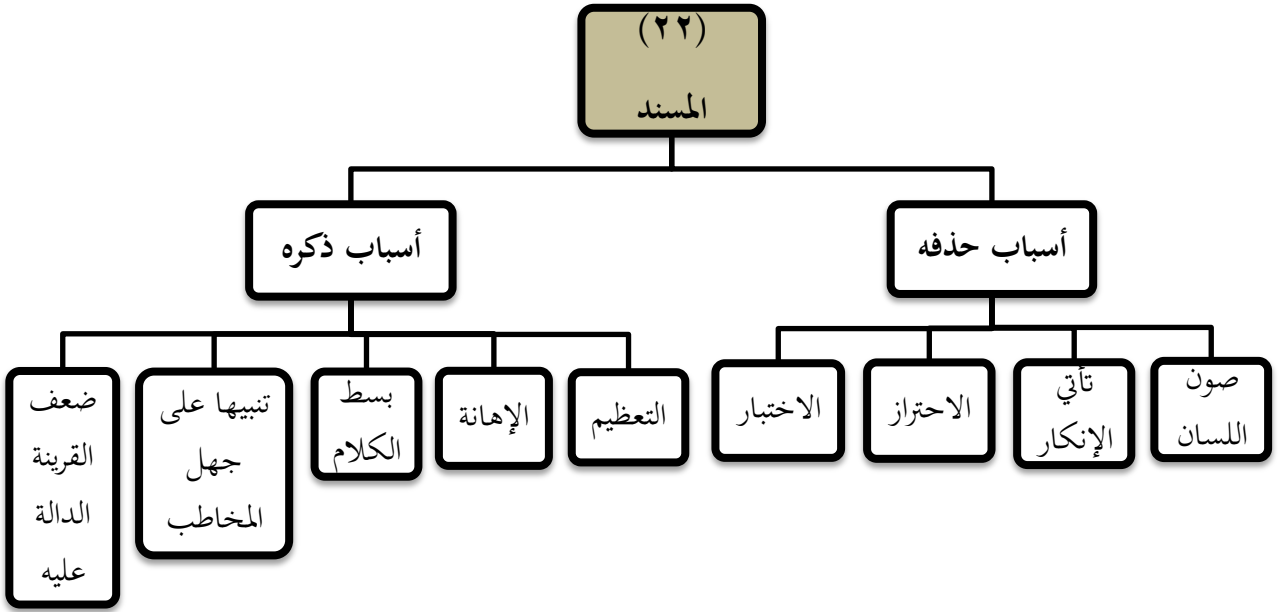 (٢٢)
المسند
أسباب حذفه
أسباب ذكره
صون
اللسان
تأتي
الإنكار
الاحتراز
الاختبار
التعظيم
الإهانة
بسط
الكلام
تنبيها على
جهل
المخاطب
ضعف
القرينة
الدالة
عليه